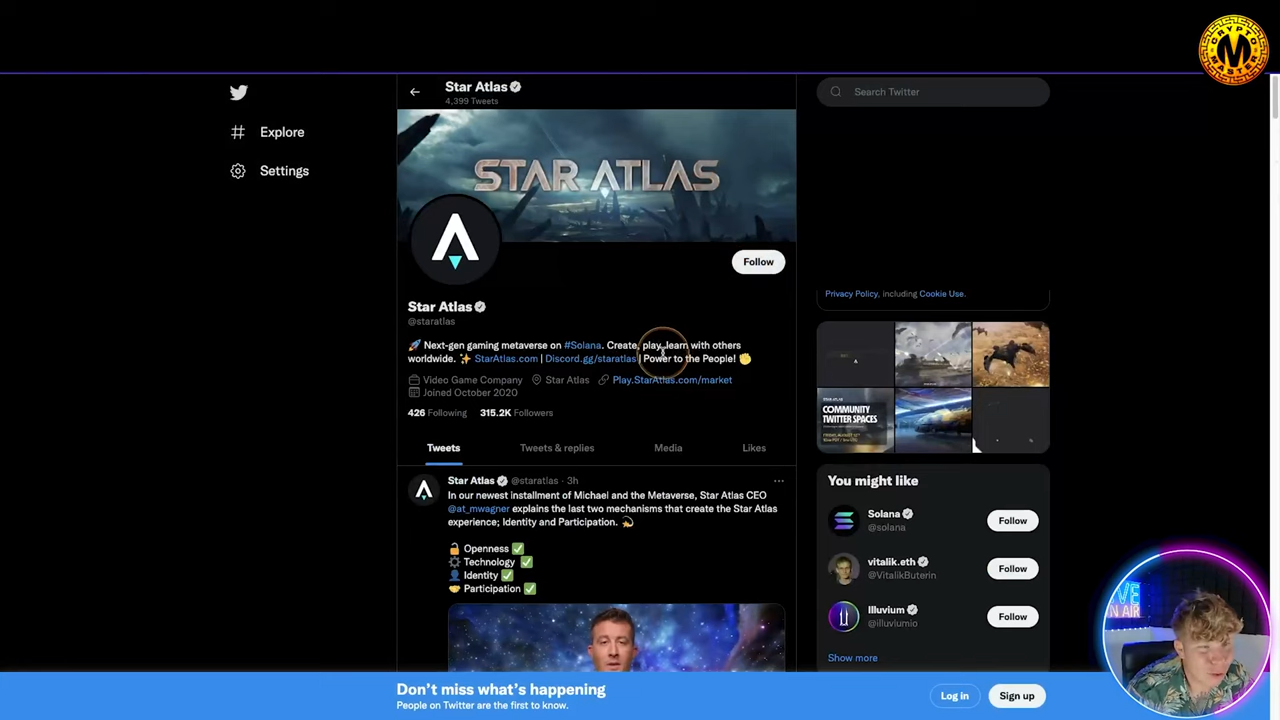 CRYPTO
M
MASTER
Star Atlas
4,399 Tweets
Search Twitter
Explore
Settings
STAR ATLAS
Follow
Star Atlas
@staratlas
🚀 Next-gen gaming metaverse on #Solana. Create, play, learn with others
worldwide. ✨ StarAtlas.com | Discord.gg/staratlas | Power to the People! ✊
Video Game Company Star Atlas Play.StarAtlas.com/market
Joined October 2020
426 Following 315.2K Followers
Tweets Tweets & replies Media Likes
Star Atlas @staratlas · 3h
In our newest installment of Michael and the Metaverse, Star Atlas CEO
@at_mwagner explains the last two mechanisms that create the Star Atlas
experience; Identity and Participation. 💫
🔓 Openness ✅
⚙️ Technology ✅
👤 Identity ✅
🤝 Participation ✅
Privacy Policy, including Cookie Use.
COMMUNITY
TWITTER SPACES
You might like
Solana
@solana
Follow
vitalik.eth
@VitalikButerin
Follow
Illuvium
@illuviumio
Follow
Show more
LIVE
ON AIR
Don't miss what's happening
People on Twitter are the first to know.
Log in
Sign up